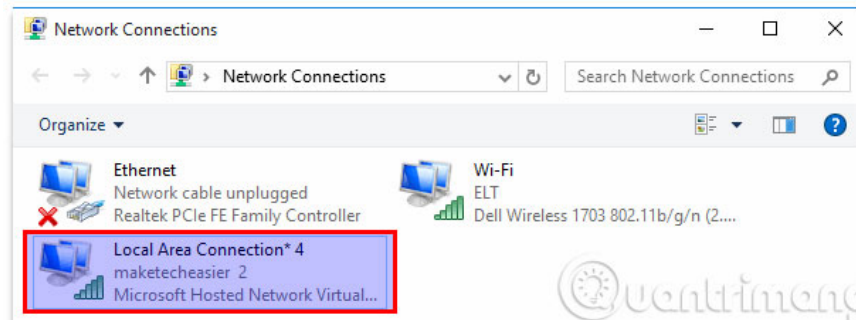 Network Connections
Network Connections
Search Network Connections
Organize
?
Ethernet
Network cable unplugged
Realtek PCIe FE Family Controller
Wi-Fi
ELT
Dell Wireless 1703 802.11b/g/n (2....
Local Area Connection* 4
maketecheasier 2
Microsoft Hosted Network Virtual...
Quantrimang